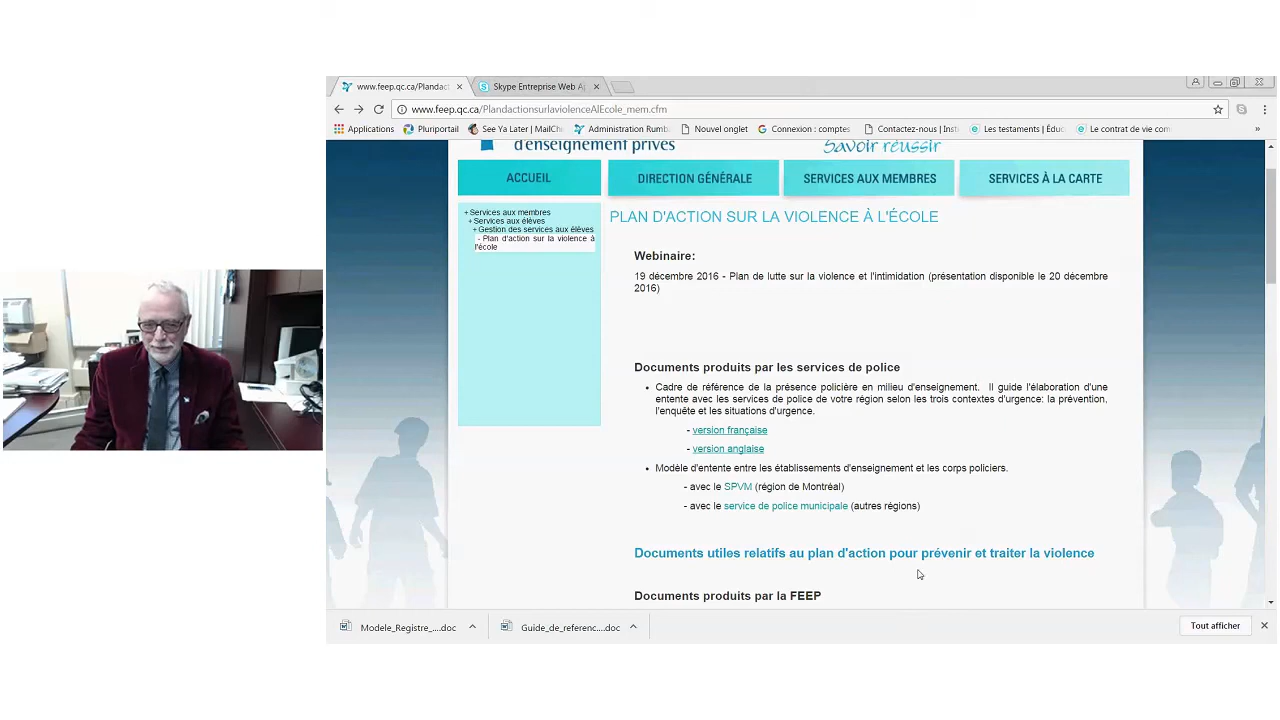 www.feep.qc.ca/Plandact
Skype Entreprise Web Ap
www.feep.qc.ca/PlandactionsurlaviolenceAlEcole_mem.cfm
Applications
Pluriportail
See Ya Later | MailChi
Administration Rumba
Nouvel onglet
Connexion : comptes
Contactez-nous | Inst
Les testaments | Éduc
Le contrat de vie com
»
d'enseignement privés
Savoir réussir
ACCUEIL
DIRECTION GÉNÉRALE
SERVICES AUX MEMBRES
SERVICES À LA CARTE
+ Services aux membres
+ Services aux élèves
+ Gestion des services aux élèves
- Plan d'action sur la violence à
l'école
PLAN D'ACTION SUR LA VIOLENCE À L'ÉCOLE
Webinaire:
19 décembre 2016 - Plan de lutte sur la violence et l'intimidation (présentation disponible le 20 décembre
2016)
Documents produits par les services de police
• Cadre de référence de la présence policière en milieu d'enseignement. Il guide l'élaboration d'une
entente avec les services de police de votre région selon les trois contextes d'urgence: la prévention,
l'enquête et les situations d'urgence.
- version française
- version anglaise
• Modèle d'entente entre les établissements d'enseignement et les corps policiers.
- avec le SPVM (région de Montréal)
- avec le service de police municipale (autres régions)
Documents utiles relatifs au plan d'action pour prévenir et traiter la violence
Documents produits par la FEEP
Modele_Registre_....doc
Guide_de_referenc....doc
Tout afficher